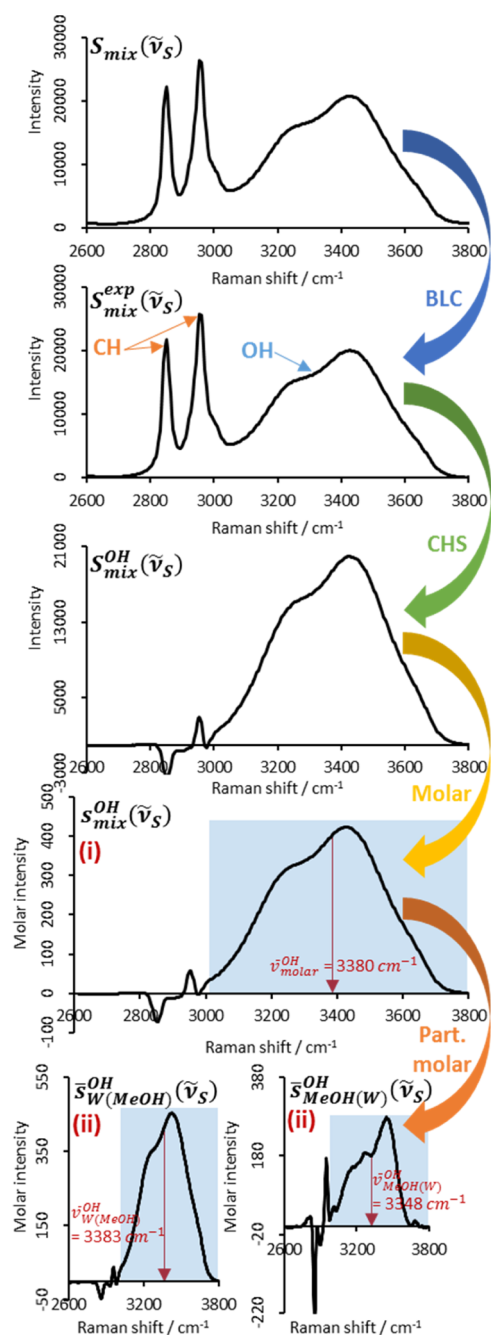 S_mix(ṽ_S)
Intensity
30000
20000
10000
0
2600 2800 3000 3200 3400 3600 3800
Raman shift / cm⁻¹
BLC
S_mix^exp(ṽ_S)
CH
OH
Intensity
30000
20000
10000
0
2600 2800 3000 3200 3400 3600 3800
Raman shift / cm⁻¹
CHS
S_mix^OH(ṽ_S)
Intensity
21000
13000
5000
-3000
2600 2800 3000 3200 3400 3600 3800
Raman shift / cm⁻¹
Molar
s_mix^OH(ṽ_S)
(i)
Molar intensity
500
400
300
200
100
0
-100
ṽ_molar^OH = 3380 cm⁻¹
2600 2800 3000 3200 3400 3600 3800
Raman shift / cm⁻¹
Part.
molar
s̄_W(MeOH)^OH(ṽ_S)
(ii)
Molar intensity
550
350
150
-50
ṽ_W(MeOH)^OH
= 3383 cm⁻¹
2600 3200 3800
Raman shift / cm⁻¹
s̄_MeOH(W)^OH(ṽ_S)
(ii)
Molar intensity
380
180
-20
-220
ṽ_MeOH(W)^OH
= 3348 cm⁻¹
2600 3200 3800
Raman shift / cm⁻¹